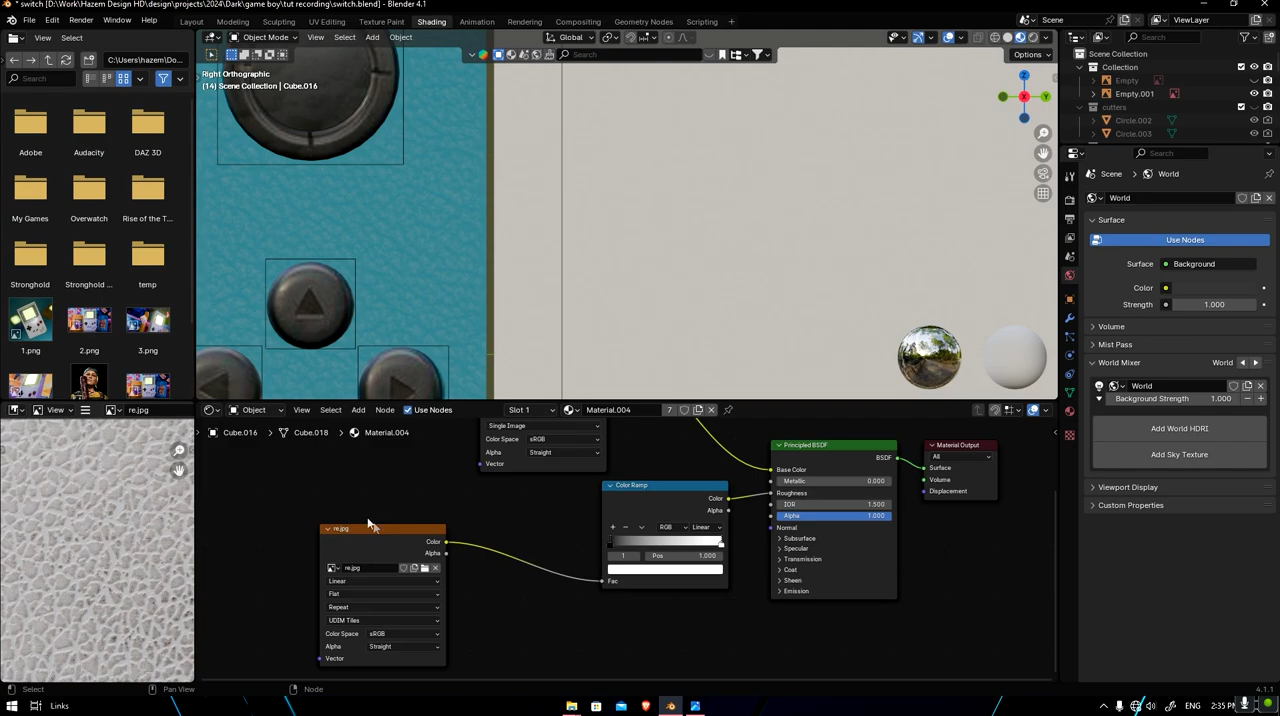 * switch [D:\Work\Hazem Design HD\design\projects\2024\Dark\game boy\tut recording\switch.blend] - Blender 4.1
File Edit Render Window Help Layout Modeling Sculpting UV Editing Texture Paint Shading Animation Rendering Compositing Geometry Nodes Scripting + Scene ViewLayer
View Select Object Mode View Select Add Object Global Search
C:\Users\hazem\Do... Search Options
Search
Right Orthographic
(14) Scene Collection | Cube.016
Adobe Audacity DAZ 3D
My Games Overwatch Rise of the T...
Stronghold Stronghold ... temp
1.png 2.png 3.png
Z
Y
X
Scene Collection
Collection
Empty
Empty.001
cutters
Circle.002
Circle.003
Search
Scene > World
World
Surface
Use Nodes
Surface Background
Color
Strength 1.000
Volume
Mist Pass
World Mixer World
World
Background Strength 1.000
Add World HDRI
Add Sky Texture
Viewport Display
Custom Properties
View re.jpg
Object View Select Add Node Use Nodes Slot 1 Material.004 7
Cube.016 > Cube.018 > Material.004
Single Image
Color Space sRGB
Alpha Straight
Vector
re.jpg
Color
Alpha
re.jpg
Linear
Flat
Repeat
UDIM Tiles
Color Space sRGB
Alpha Straight
Vector
Color Ramp
Color
Alpha
+ − RGB Linear
1 Pos 1.000
Fac
Principled BSDF
BSDF
Base Color
Metallic 0.000
Roughness
IOR 1.500
Alpha 1.000
Normal
Subsurface
Specular
Transmission
Coat
Sheen
Emission
Material Output
All
Surface
Volume
Displacement
Select Pan View Node 4.1.1
Links 2:35 PM